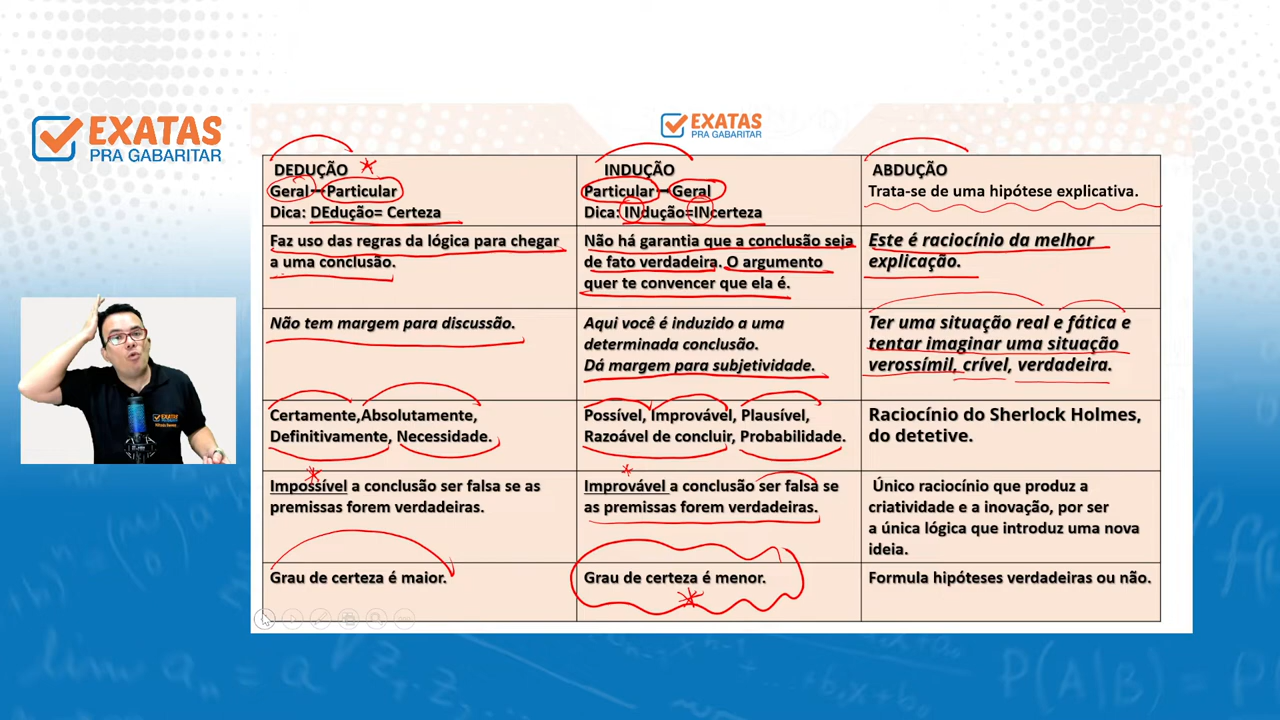 EXATAS
PRA GABARITAR
EXATAS
PRA GABARITAR
DEDUÇÃO
Geral→Particular
Dica: DEdução= Certeza
INDUÇÃO
Particular→Geral
Dica: INdução=INcerteza
ABDUÇÃO
Trata-se de uma hipótese explicativa.
Faz uso das regras da lógica para chegar
a uma conclusão.
Não há garantia que a conclusão seja
de fato verdadeira. O argumento
quer te convencer que ela é.
Este é raciocínio da melhor
explicação.
Não tem margem para discussão.
Aqui você é induzido a uma
determinada conclusão.
Dá margem para subjetividade.
Ter uma situação real e fática e
tentar imaginar uma situação
verossímil, crível, verdadeira.
Certamente,Absolutamente,
Definitivamente, Necessidade.
Possível, Improvável, Plausível,
Razoável de concluir, Probabilidade.
Raciocínio do Sherlock Holmes,
do detetive.
Impossível a conclusão ser falsa se as
premissas forem verdadeiras.
Improvável a conclusão ser falsa se
as premissas forem verdadeiras.
Único raciocínio que produz a
criatividade e a inovação, por ser
a única lógica que introduz uma nova
ideia.
Grau de certeza é maior.
Grau de certeza é menor.
Formula hipóteses verdadeiras ou não.
EXATAS
P(A|B) = P(